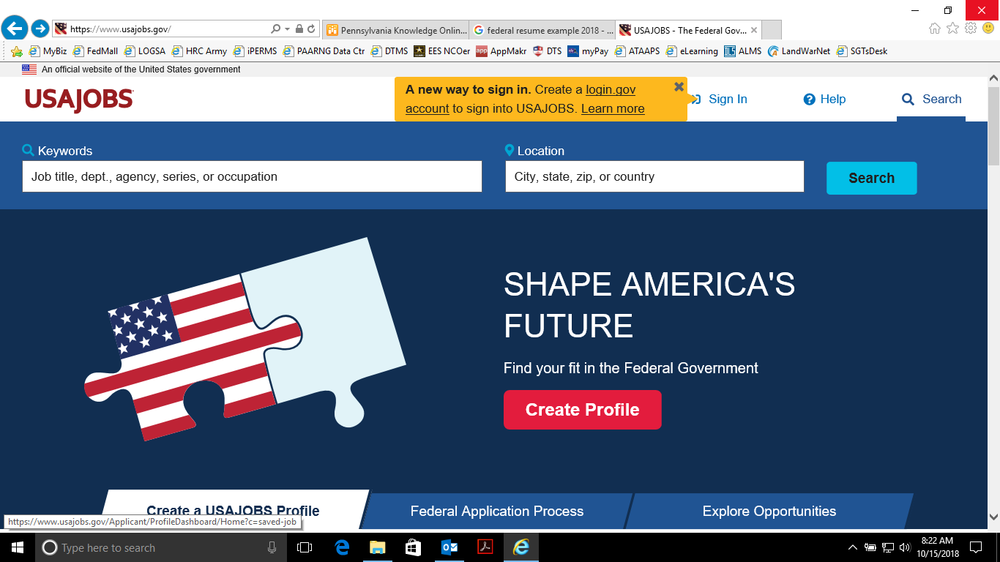 https://www.usajobs.gov/
Pennsylvania Knowledge Onlin...
federal resume example 2018 - ...
USAJOBS - The Federal Gov...
MyBiz
FedMall
LOGSA
HRC Army
iPERMS
PAARNG Data Ctr
DTMS
EES NCOer
app
AppMakr
DTS
myPay
ATAAPS
eLearning
ALMS
LandWarNet
SGTsDesk
An official website of the United States government
USAJOBS
A new way to sign in. Create a login.gov
account to sign into USAJOBS. Learn more
Sign In
Help
Search
Keywords
Location
Job title, dept., agency, series, or occupation
City, state, zip, or country
Search
SHAPE AMERICA'S
FUTURE
Find your fit in the Federal Government
Create Profile
Create a USAJOBS Profile
Federal Application Process
Explore Opportunities
https://www.usajobs.gov/Applicant/ProfileDashboard/Home?c=saved-job
Type here to search
8:22 AM
10/15/2018